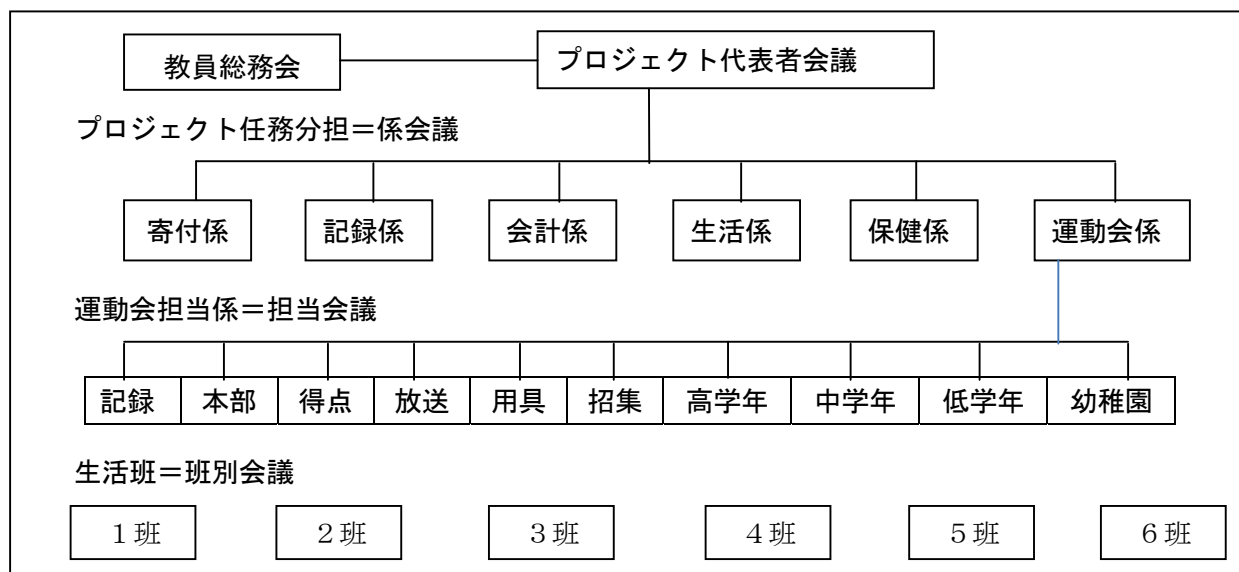 教員総務会 プロジェクト代表者会議
プロジェクト任務分担＝係会議
寄付係 記録係 会計係 生活係 保健係 運動会係
運動会担当係＝担当会議
記録 本部 得点 放送 用具 招集 高学年 中学年 低学年 幼稚園
生活班＝班別会議
１班 ２班 ３班 ４班 ５班 ６班